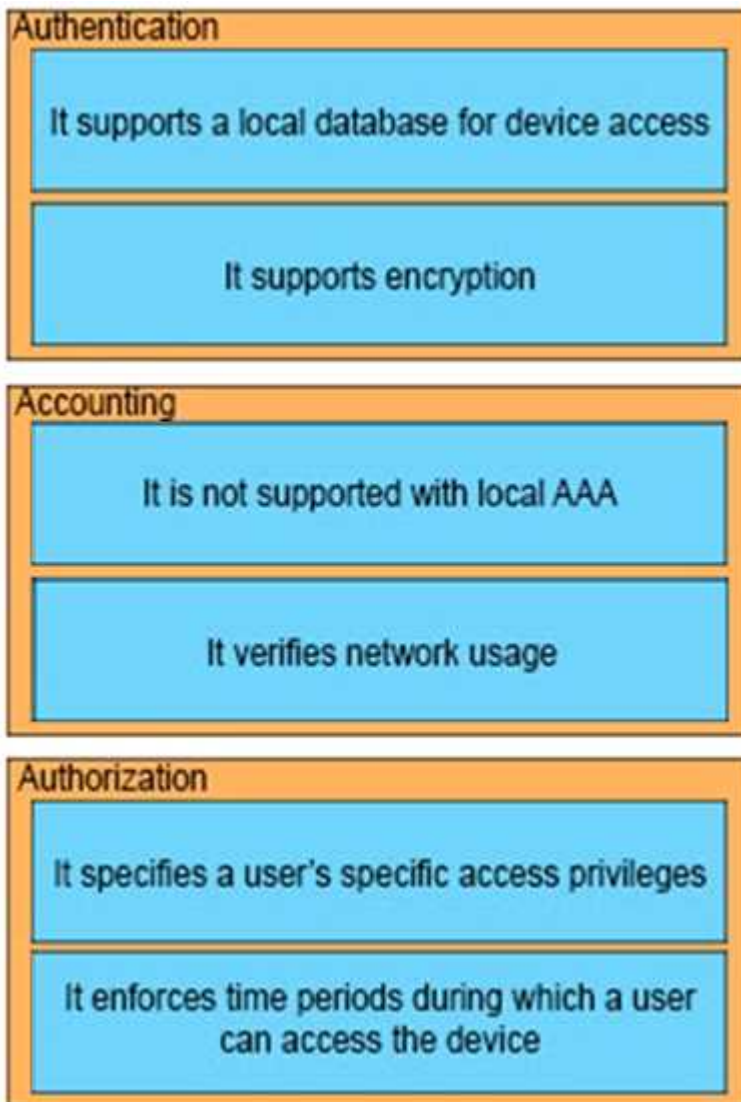 Authentication
It supports a local database for device access
It supports encryption
Accounting
It is not supported with local AAA
It verifies network usage
Authorization
It specifies a user's specific access privileges
It enforces time periods during which a user
can access the device